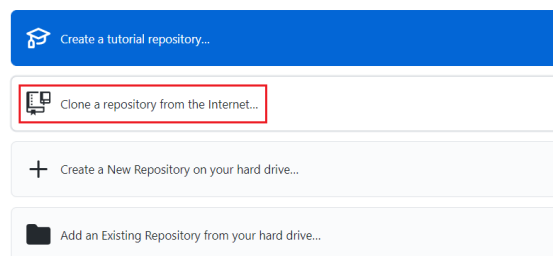 Create a tutorial repository...
Clone a repository from the Internet...
Create a New Repository on your hard drive...
Add an Existing Repository from your hard drive...